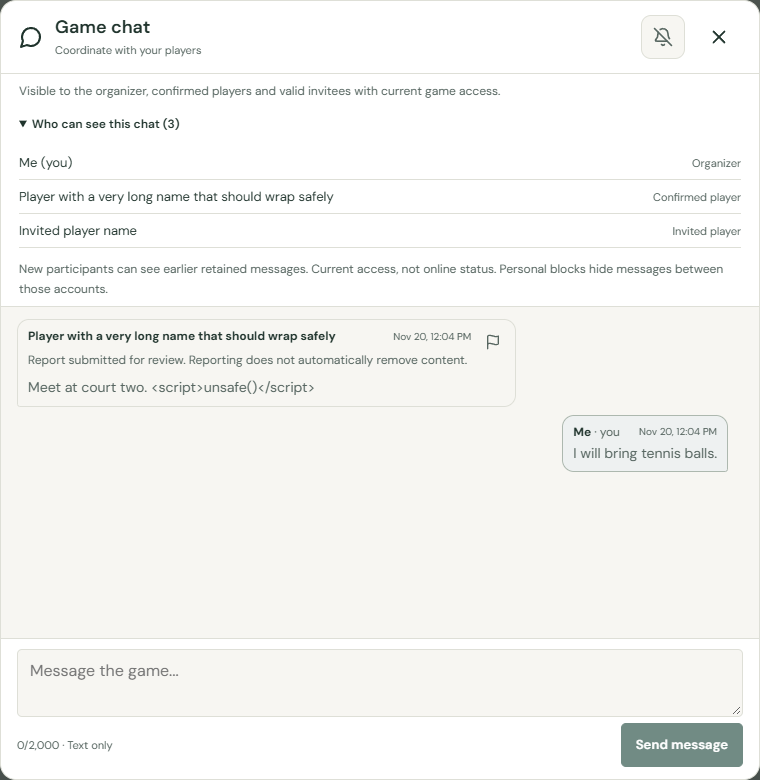 Game chat
Coordinate with your players
Visible to the organizer, confirmed players and valid invitees with current game access.
▼ Who can see this chat (3)
Me (you) Organizer
Player with a very long name that should wrap safely Confirmed player
Invited player name Invited player
New participants can see earlier retained messages. Current access, not online status. Personal blocks hide messages between
those accounts.
Player with a very long name that should wrap safely Nov 20, 12:04 PM
Report submitted for review. Reporting does not automatically remove content.
Meet at court two. <script>unsafe()</script>
Me · you Nov 20, 12:04 PM
I will bring tennis balls.
Message the game...
0/2,000 · Text only
Send message